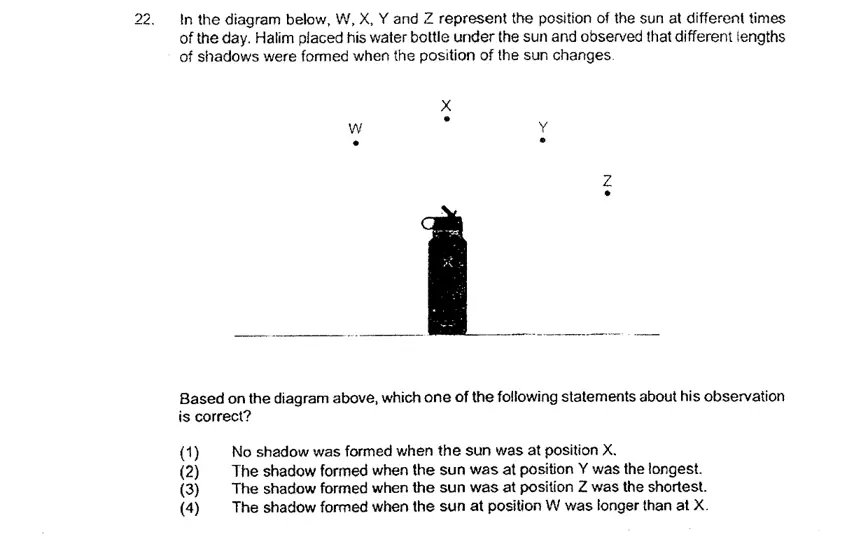 22. In the diagram below, W, X, Y and Z represent the position of the sun at different times
of the day. Halim placed his water bottle under the sun and observed that different lengths
of shadows were formed when the position of the sun changes.
X
W
Y
Z
Based on the diagram above, which one of the following statements about his observation
is correct?
(1) No shadow was formed when the sun was at position X.
(2) The shadow formed when the sun was at position Y was the longest.
(3) The shadow formed when the sun was at position Z was the shortest.
(4) The shadow formed when the sun at position W was longer than at X.